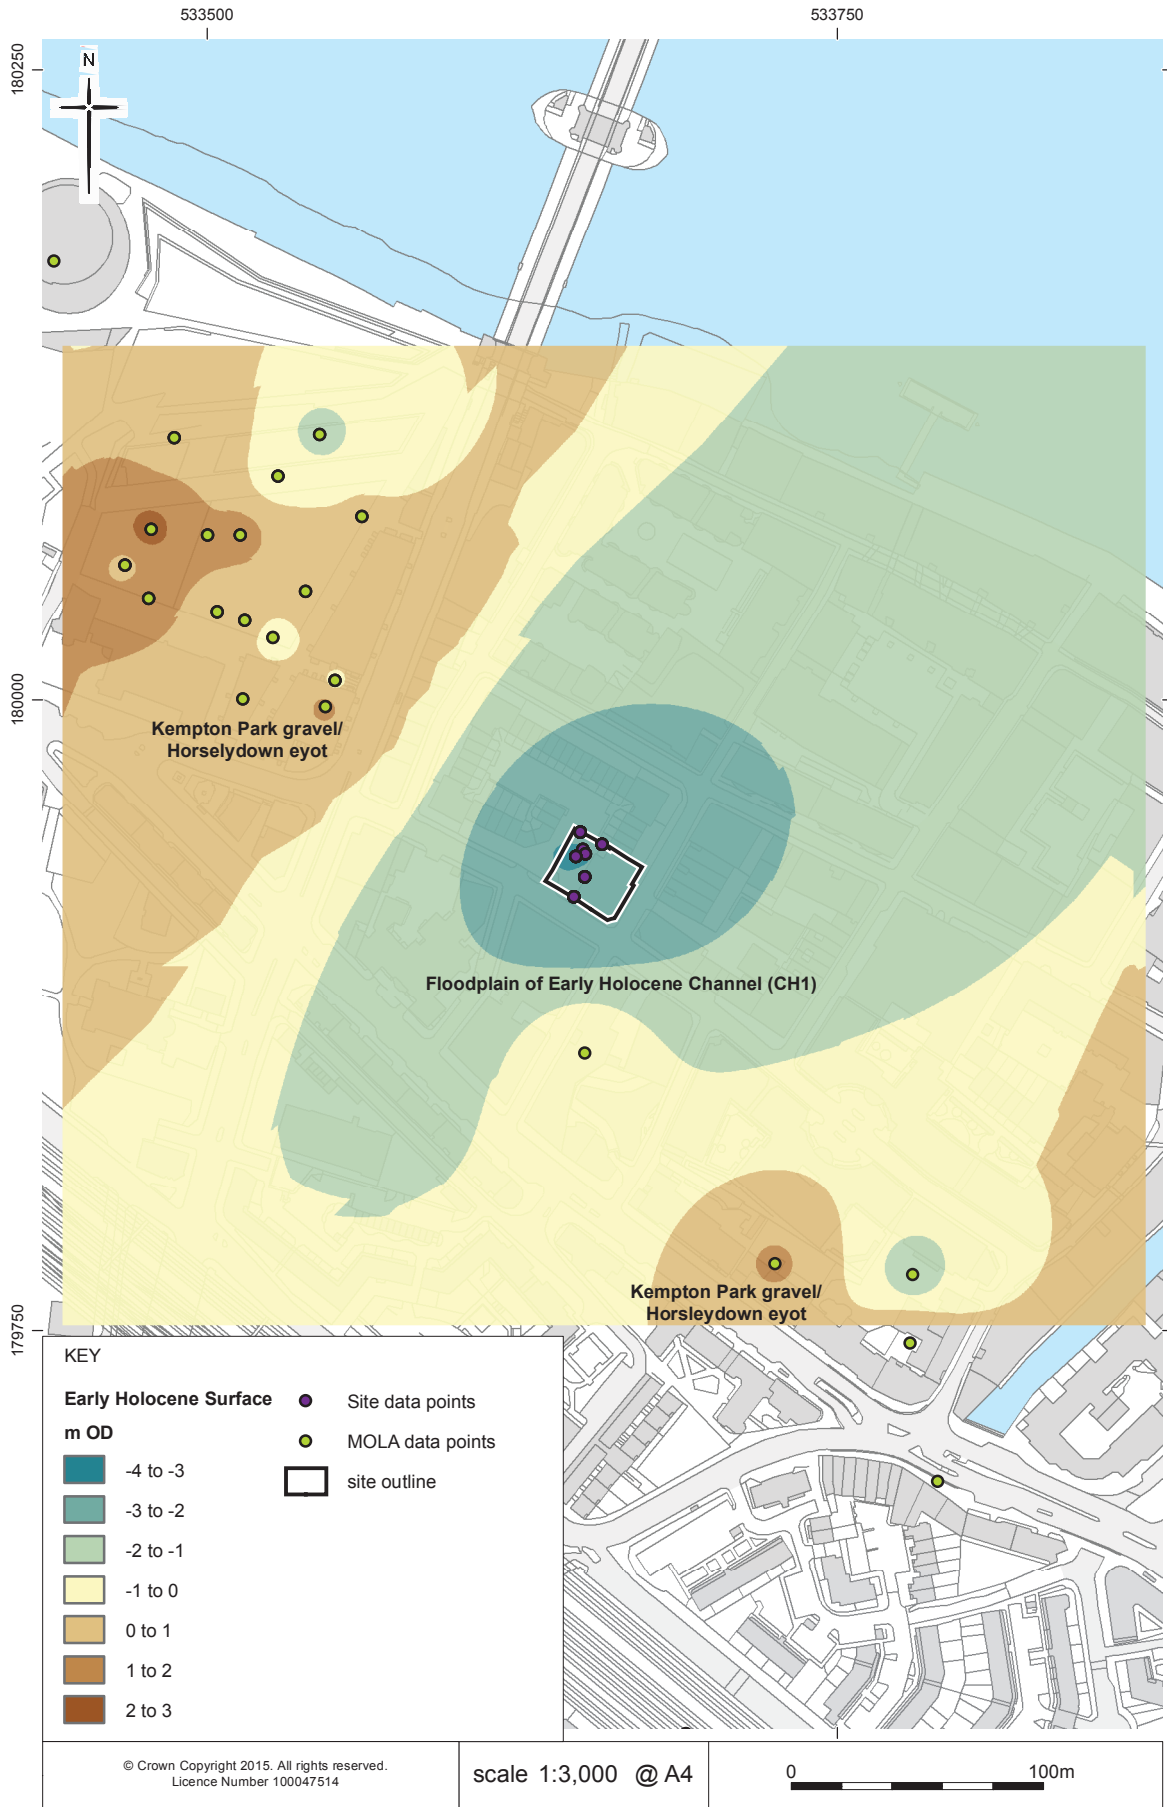 533500
533750
180250
N
180000
Kempton Park gravel/
Horselydown eyot
Floodplain of Early Holocene Channel (CH1)
Kempton Park gravel/
Horsleydown eyot
179750
KEY
Early Holocene Surface
m OD
-4 to -3
-3 to -2
-2 to -1
-1 to 0
0 to 1
1 to 2
2 to 3
Site data points
MOLA data points
site outline
© Crown Copyright 2015. All rights reserved.
Licence Number 100047514
scale 1:3,000 @ A4
0
100m